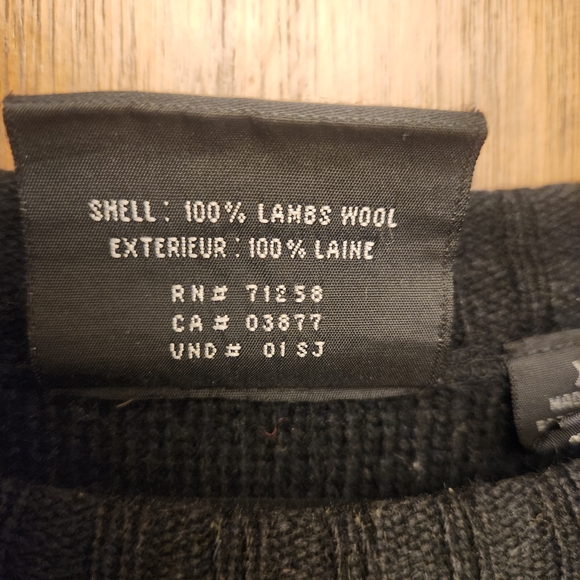 SHELL: 100% LAMBS WOOL
EXTERIEUR: 100% LAINE
RN# 71258
CA# 03877
VND# 01SJ